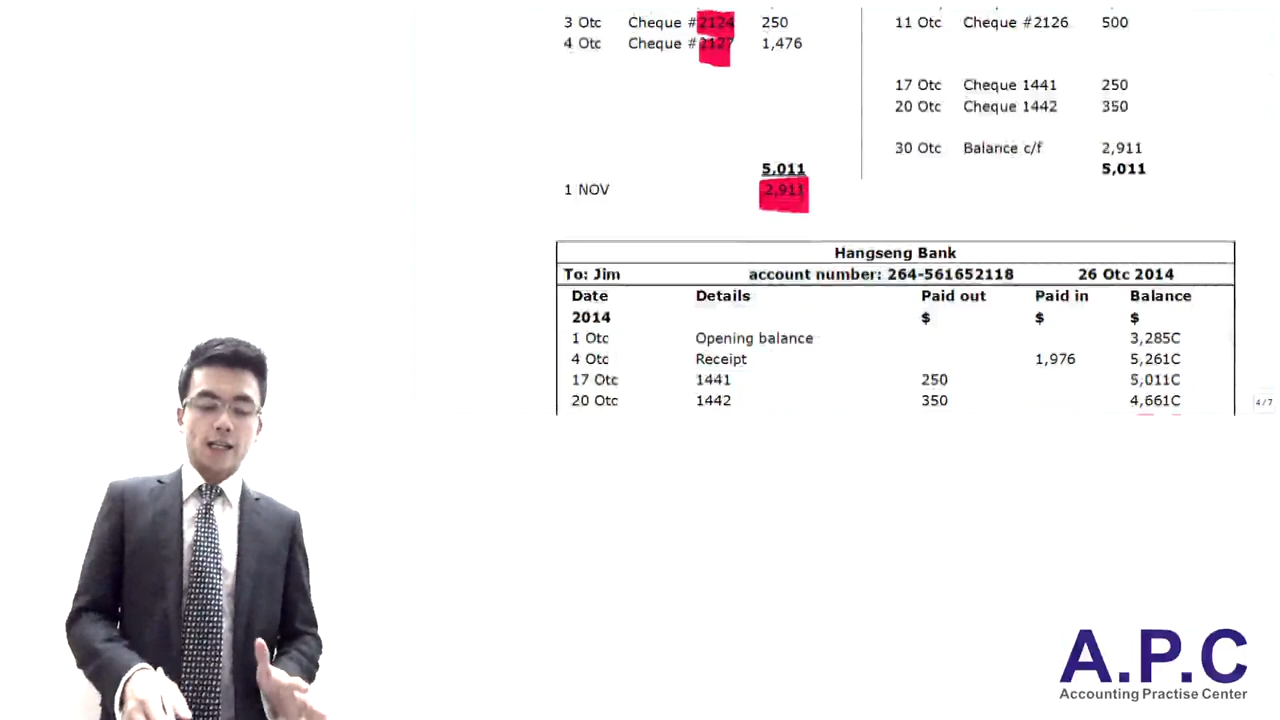 3 Otc Cheque #2124 250 11 Otc Cheque #2126 500
4 Otc Cheque #2127 1,476
17 Otc Cheque 1441 250
20 Otc Cheque 1442 350
30 Otc Balance c/f 2,911
5,011 5,011
1 NOV 2,911
Hangseng Bank
To: Jim account number: 264-561652118 26 Otc 2014
Date Details Paid out Paid in Balance
2014 $ $ $
1 Otc Opening balance 3,285C
4 Otc Receipt 1,976 5,261C
17 Otc 1441 250 5,011C
20 Otc 1442 350 4,661C
4/7
A.P.C
Accounting Practise Center